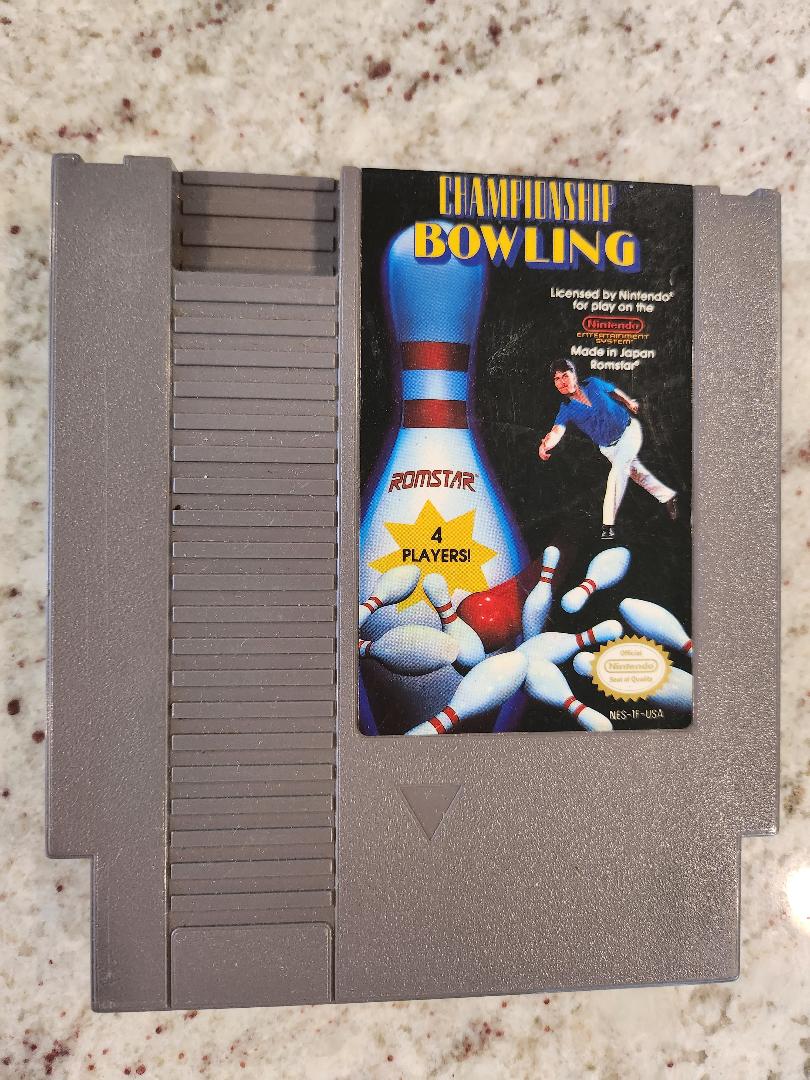 CHAMPIONSHIP
BOWLING
Licensed by Nintendo®
for play on the
Nintendo
ENTERTAINMENT
SYSTEM®
Made in Japan
Romstar®
ROMSTAR
4
PLAYERS!
Official
Nintendo
Seal of Quality
NES-1F-USA